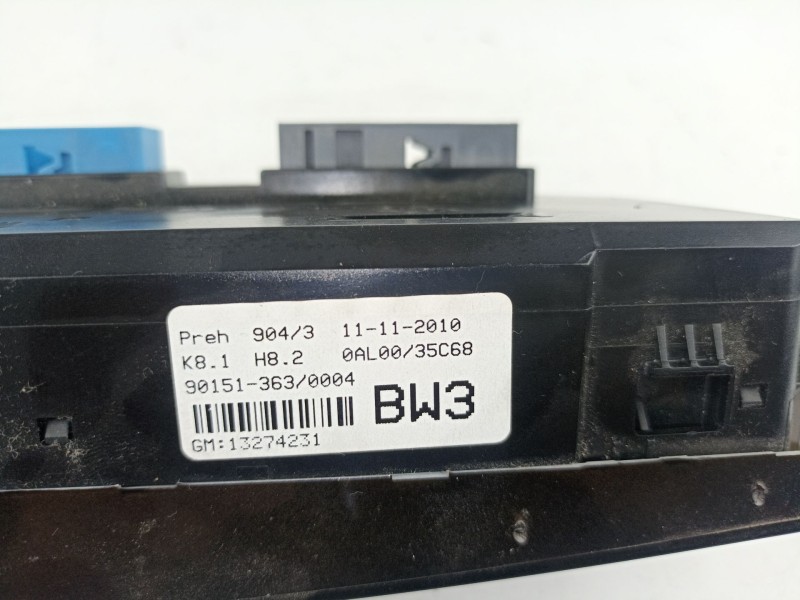 Preh 904/3 11-11-2010
K8.1 H8.2 0AL00/35C68
90151-363/0004
BW3
GM:13274231